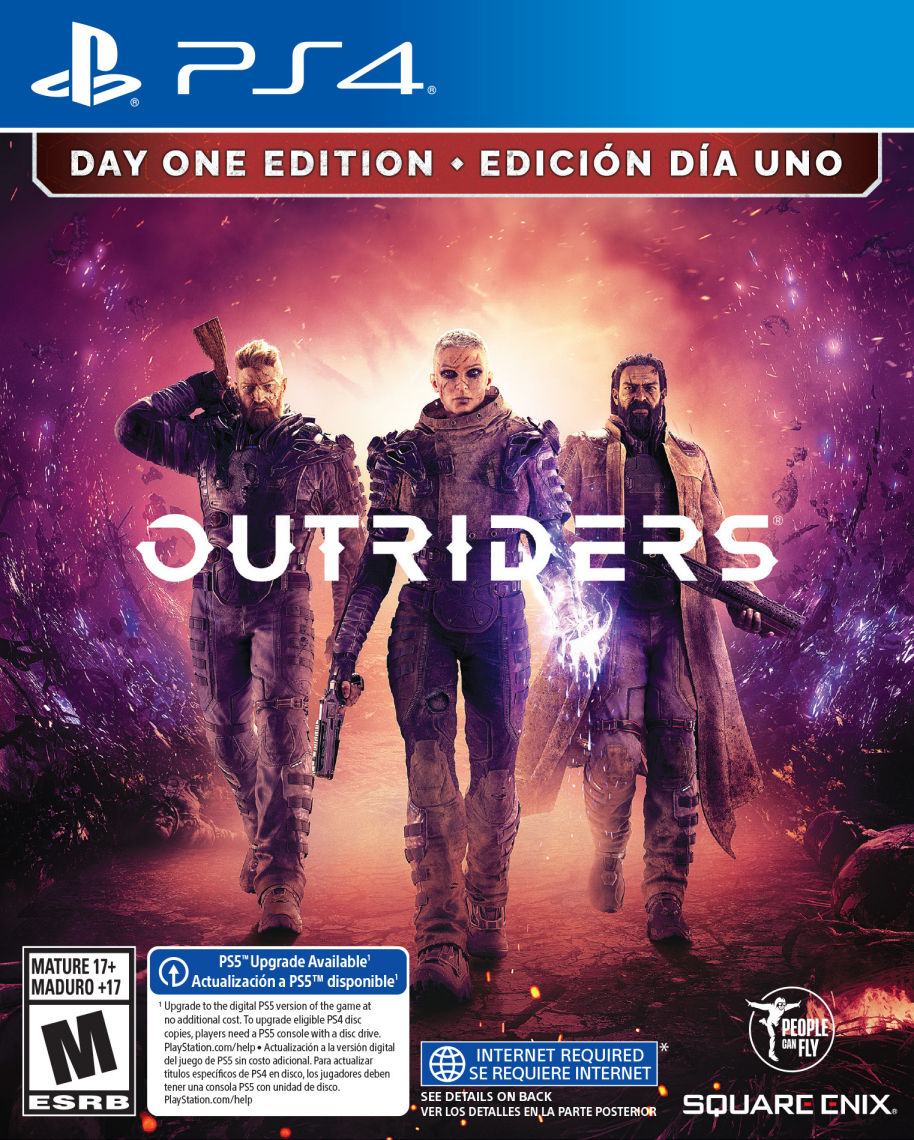 PS4®
DAY ONE EDITION • EDICIÓN DÍA UNO
OUTRIDERS®
MATURE 17+
MADURO +17
M
ESRB
PS5™ Upgrade Available¹
Actualización a PS5™ disponible¹
¹ Upgrade to the digital PS5 version of the game at
no additional cost. To upgrade eligible PS4 disc
copies, players need a PS5 console with a disc drive.
PlayStation.com/help • Actualización a la versión digital
del juego de PS5 sin costo adicional. Para actualizar
títulos específicos de PS4 en disco, los jugadores deben
tener una consola PS5 con unidad de disco.
PlayStation.com/help
INTERNET REQUIRED*
SE REQUIERE INTERNET
SEE DETAILS ON BACK
VER LOS DETALLES EN LA PARTE POSTERIOR
PEOPLE
CAN FLY
SQUARE ENIX®